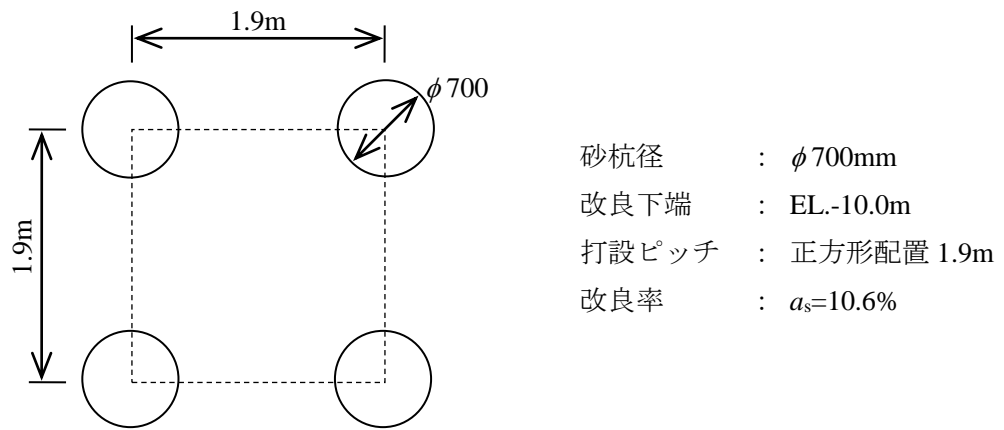 1.9m
φ700
1.9m
砂杭径 : φ700mm
改良下端 : EL.-10.0m
打設ピッチ : 正方形配置 1.9m
改良率 : as=10.6%